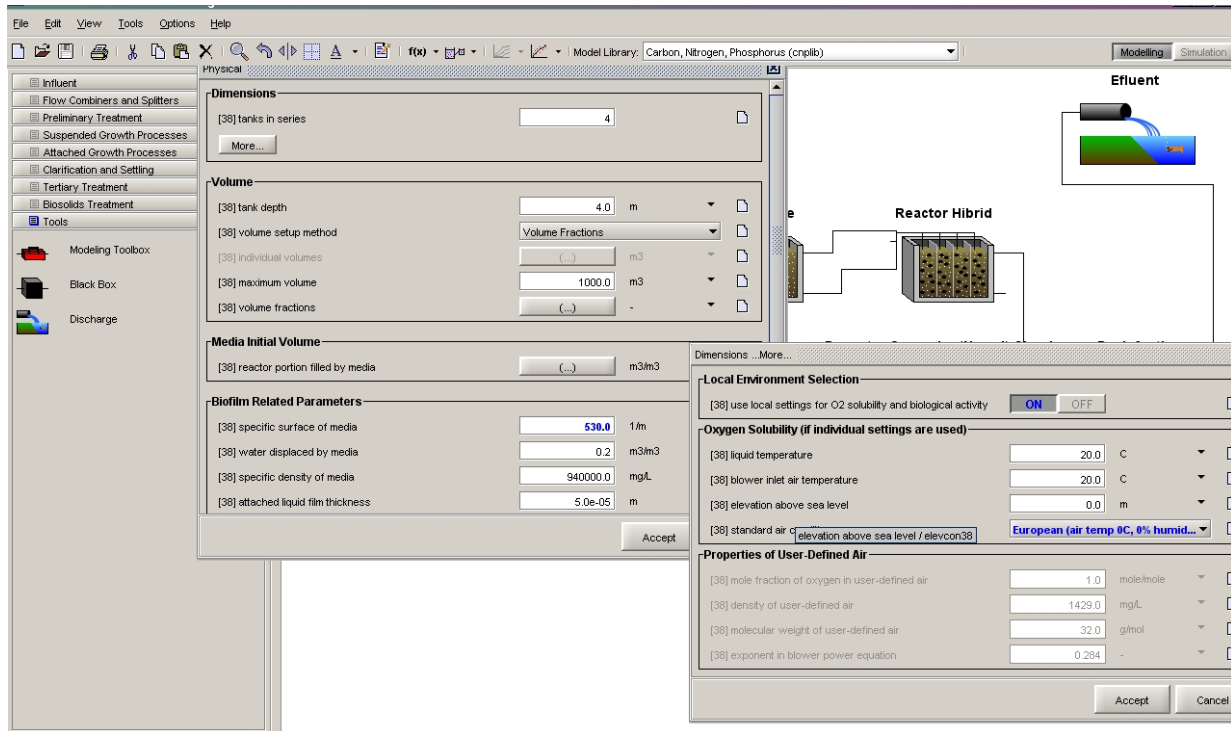 File Edit View Tools Options Help
A f(x) Model Library: Carbon, Nitrogen, Phosphorus (cnplib) Modelling Simulation
Influent
Flow Combiners and Splitters
Preliminary Treatment
Suspended Growth Processes
Attached Growth Processes
Clarification and Settling
Tertiary Treatment
Biosolids Treatment
Tools
Modeling Toolbox
Black Box
Discharge
Physical
Dimensions
[38] tanks in series 4
More...
Volume
[38] tank depth 4.0 m
[38] volume setup method Volume Fractions
[38] individual volumes (...) m3
[38] maximum volume 1000.0 m3
[38] volume fractions (...) -
Media Initial Volume
[38] reactor portion filled by media (...) m3/m3
Biofilm Related Parameters
[38] specific surface of media 530.0 1/m
[38] water displaced by media 0.2 m3/m3
[38] specific density of media 940000.0 mg/L
[38] attached liquid film thickness 5.0e-05 m
Accept
Efluent
Reactor Hibrid
Dimensions ...More...
Local Environment Selection
[38] use local settings for O2 solubility and biological activity ON OFF
Oxygen Solubility (if individual settings are used)
[38] liquid temperature 20.0 C
[38] blower inlet air temperature 20.0 C
[38] elevation above sea level 0.0 m
[38] standard air European (air temp 0C, 0% humid...
elevation above sea level / elevcon38
Properties of User-Defined Air
[38] mole fraction of oxygen in user-defined air 1.0 mole/mole
[38] density of user-defined air 1429.0 mg/L
[38] molecular weight of user-defined air 32.0 g/mol
[38] exponent in blower power equation 0.284 -
Accept Cancel